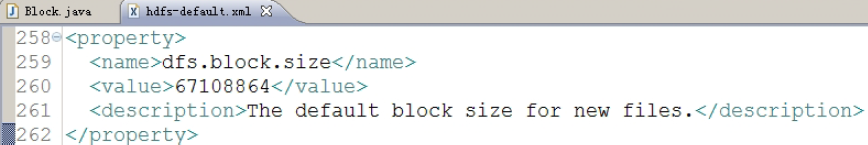 Block.java hdfs-default.xml
258 <property>
259 <name>dfs.block.size</name>
260 <value>67108864</value>
261 <description>The default block size for new files.</description>
262 </property>